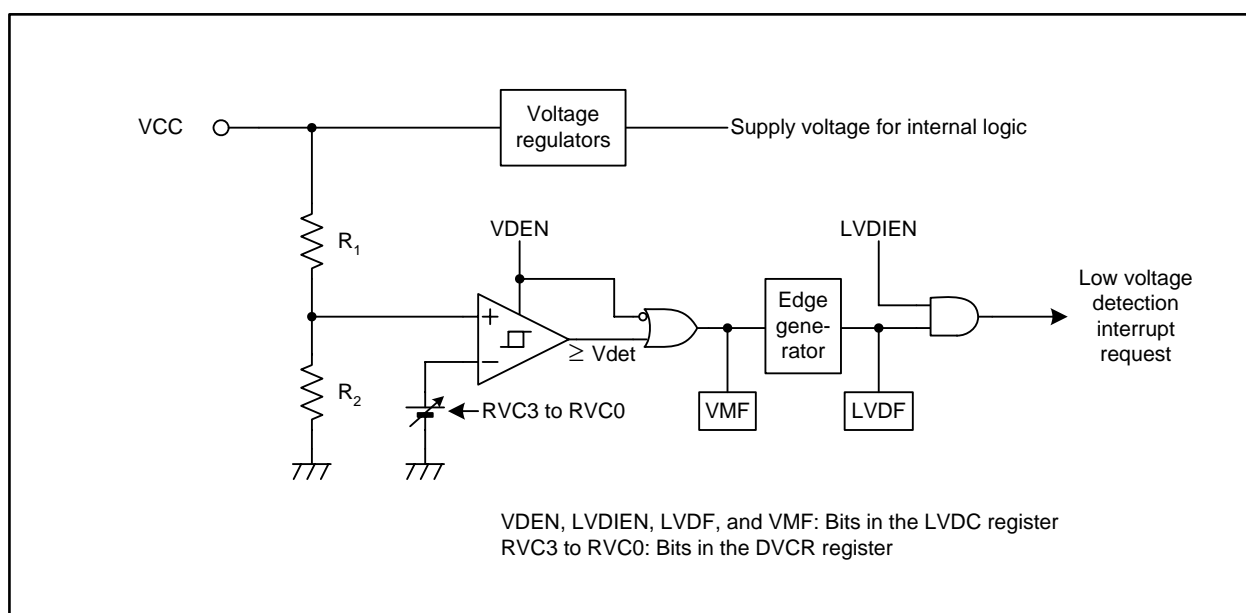 VCC
Voltage
regulators
Supply voltage for internal logic
R1
VDEN
LVDIEN
Low voltage
detection
interrupt
request
Edge
gene-
rator
+
−
≥ Vdet
R2
RVC3 to RVC0
VMF
LVDF
VDEN, LVDIEN, LVDF, and VMF: Bits in the LVDC register
RVC3 to RVC0: Bits in the DVCR register